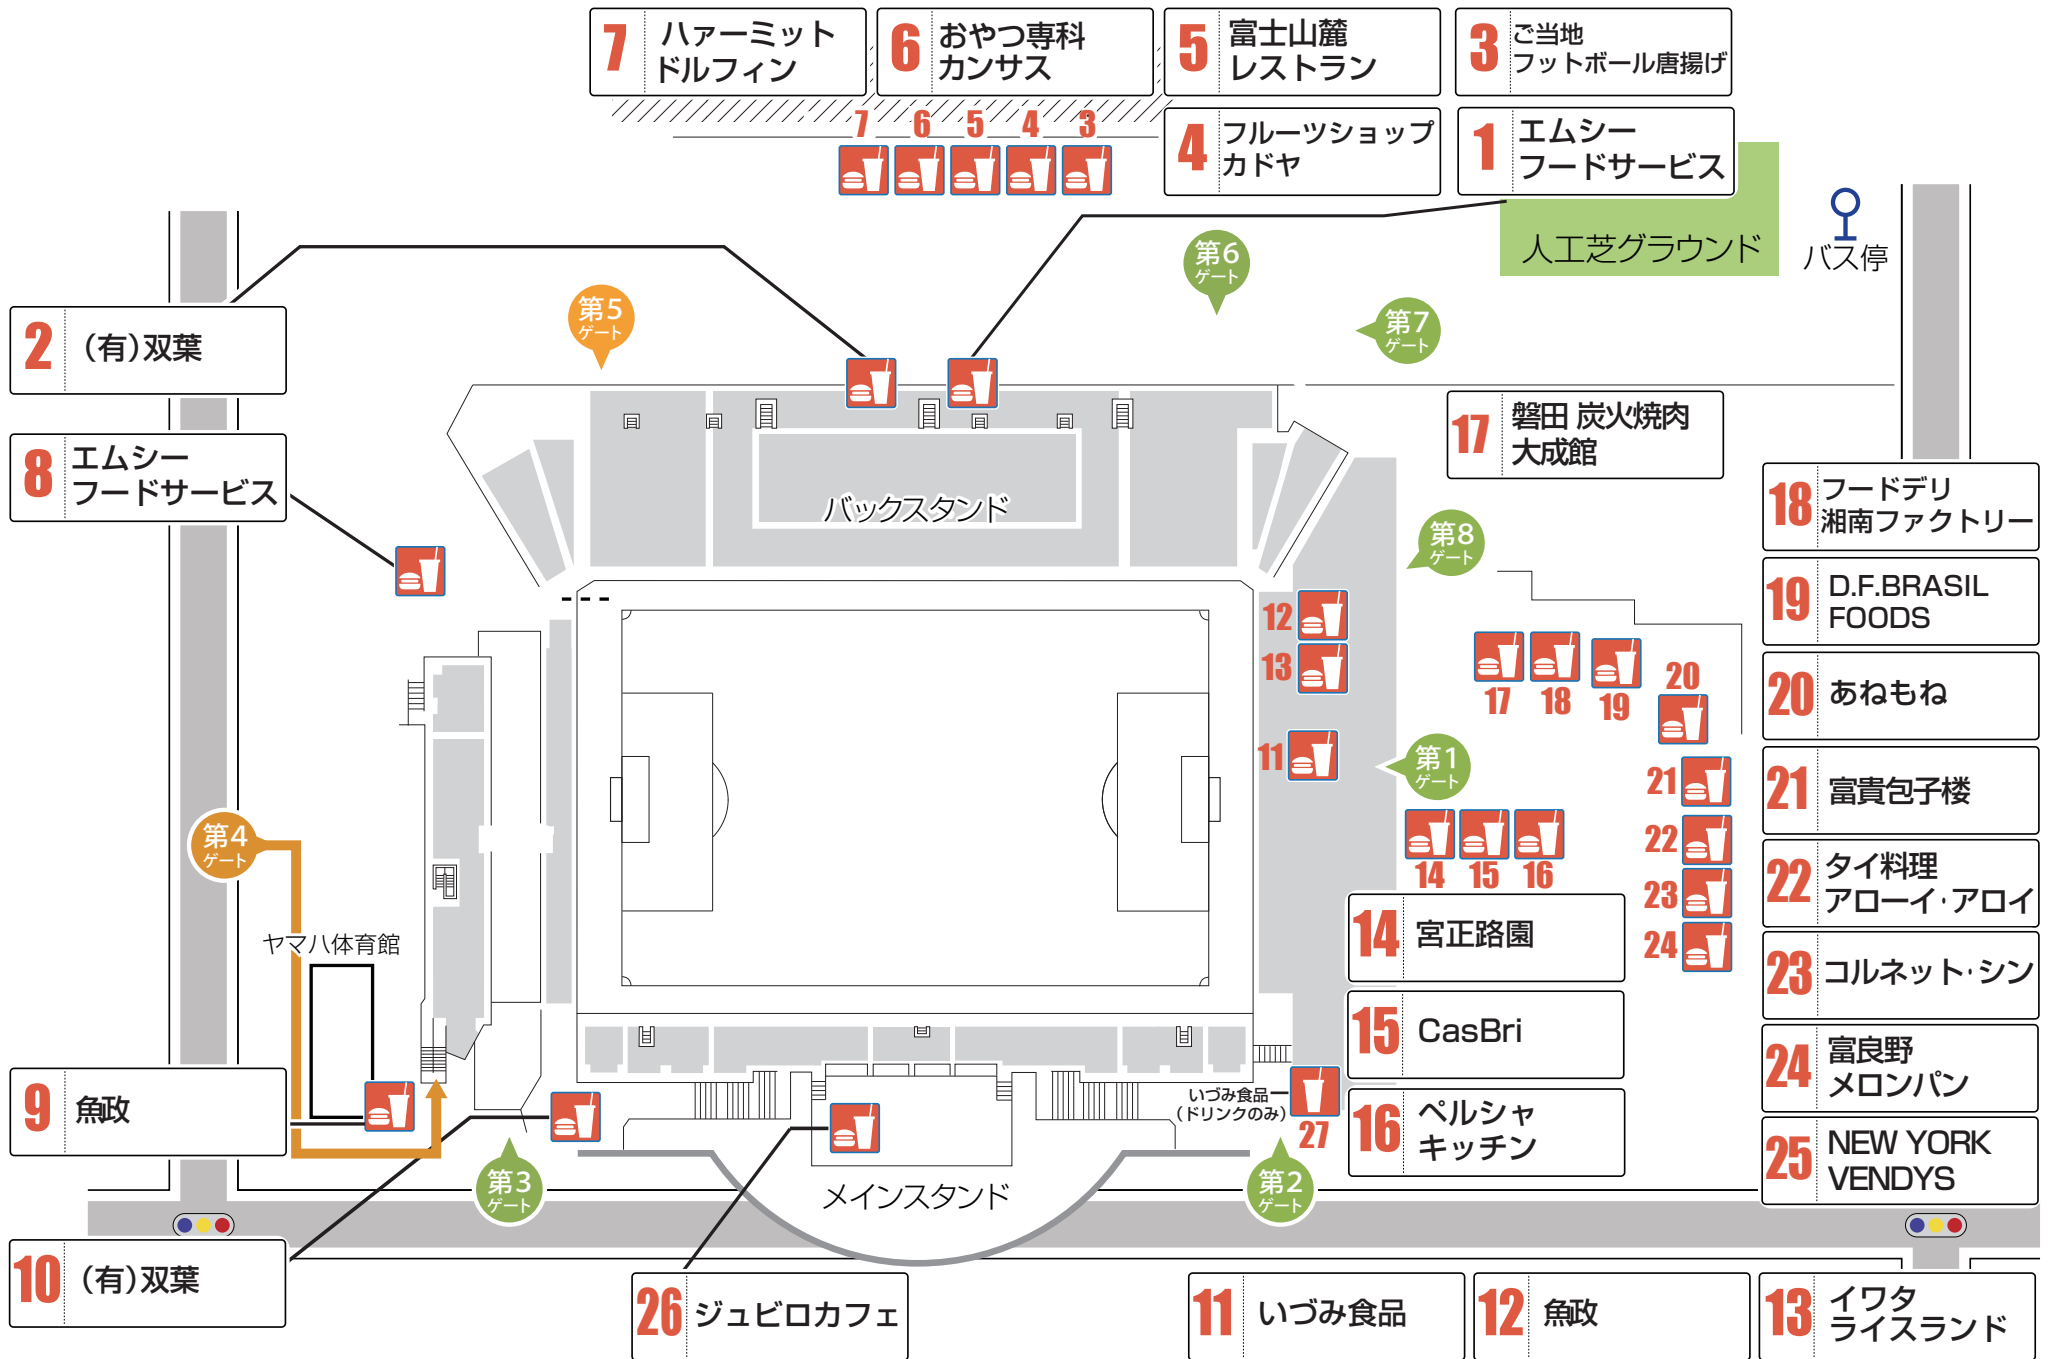 7
ハァーミット
ドルフィン
6
おやつ専科
カンサス
5
富士山麓
レストラン
3
ご当地
フットボール唐揚げ
4
フルーツショップ
カドヤ
1
エムシー
フードサービス
7 6 5 4 3
人工芝グラウンド
バス停
第6
ゲート
第5
ゲート
第7
ゲート
2
(有)双葉
8
エムシー
フードサービス
17
磐田 炭火焼肉
大成館
バックスタンド
第8
ゲート
18
フードデリ
湘南ファクトリー
19
D.F.BRASIL
FOODS
20
あねもね
21
富貴包子楼
22
タイ料理
アローイ・アロイ
23
コルネット・シン
24
富良野
メロンパン
25
NEW YORK
VENDYS
12
13
11
17 18 19
20
21
22
23
24
第1
ゲート
14 15 16
14
宮正路園
15
CasBri
16
ペルシャ
キッチン
第4
ゲート
ヤマハ体育館
9
魚政
いづみ食品
(ドリンクのみ)
27
第3
ゲート
メインスタンド
第2
ゲート
10
(有)双葉
26
ジュビロカフェ
11
いづみ食品
12
魚政
13
イワタ
ライスランド